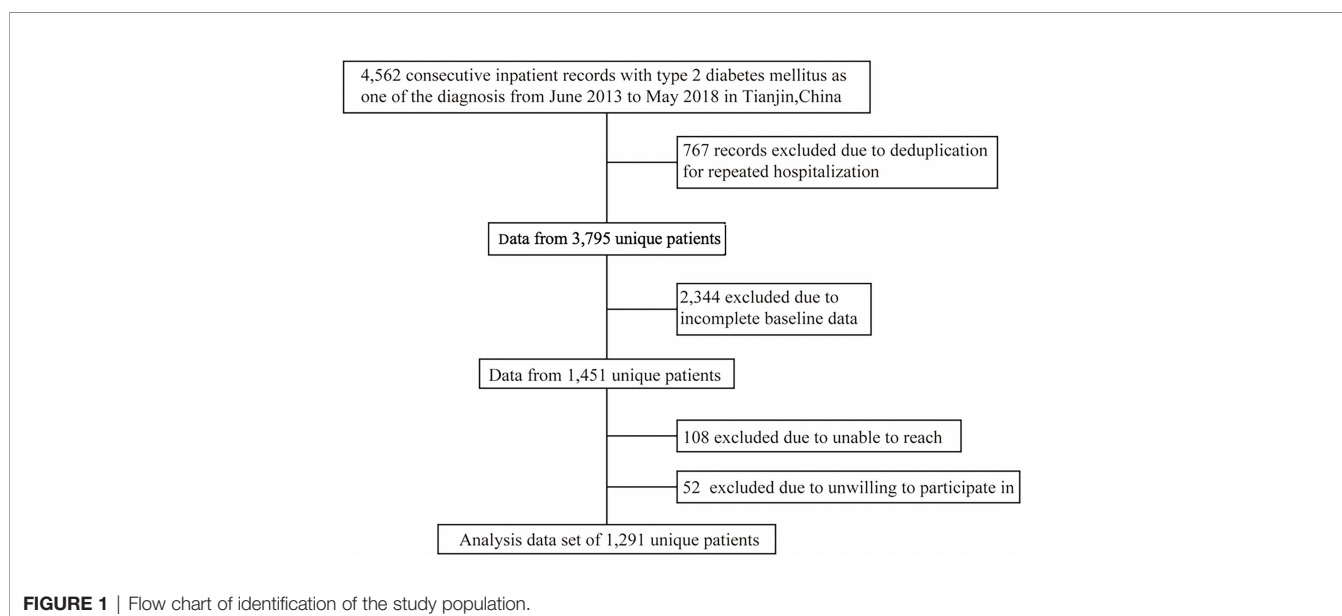 4,562 consecutive inpatient records with type 2 diabetes mellitus as
one of the diagnosis from June 2013 to May 2018 in Tianjin,China
767 records excluded due to deduplication
for repeated hospitalization
Data from 3,795 unique patients
2,344 excluded due to
incomplete baseline data
Data from 1,451 unique patients
108 excluded due to unable to reach
52 excluded due to unwilling to participate in
Analysis data set of 1,291 unique patients
FIGURE 1 | Flow chart of identification of the study population.